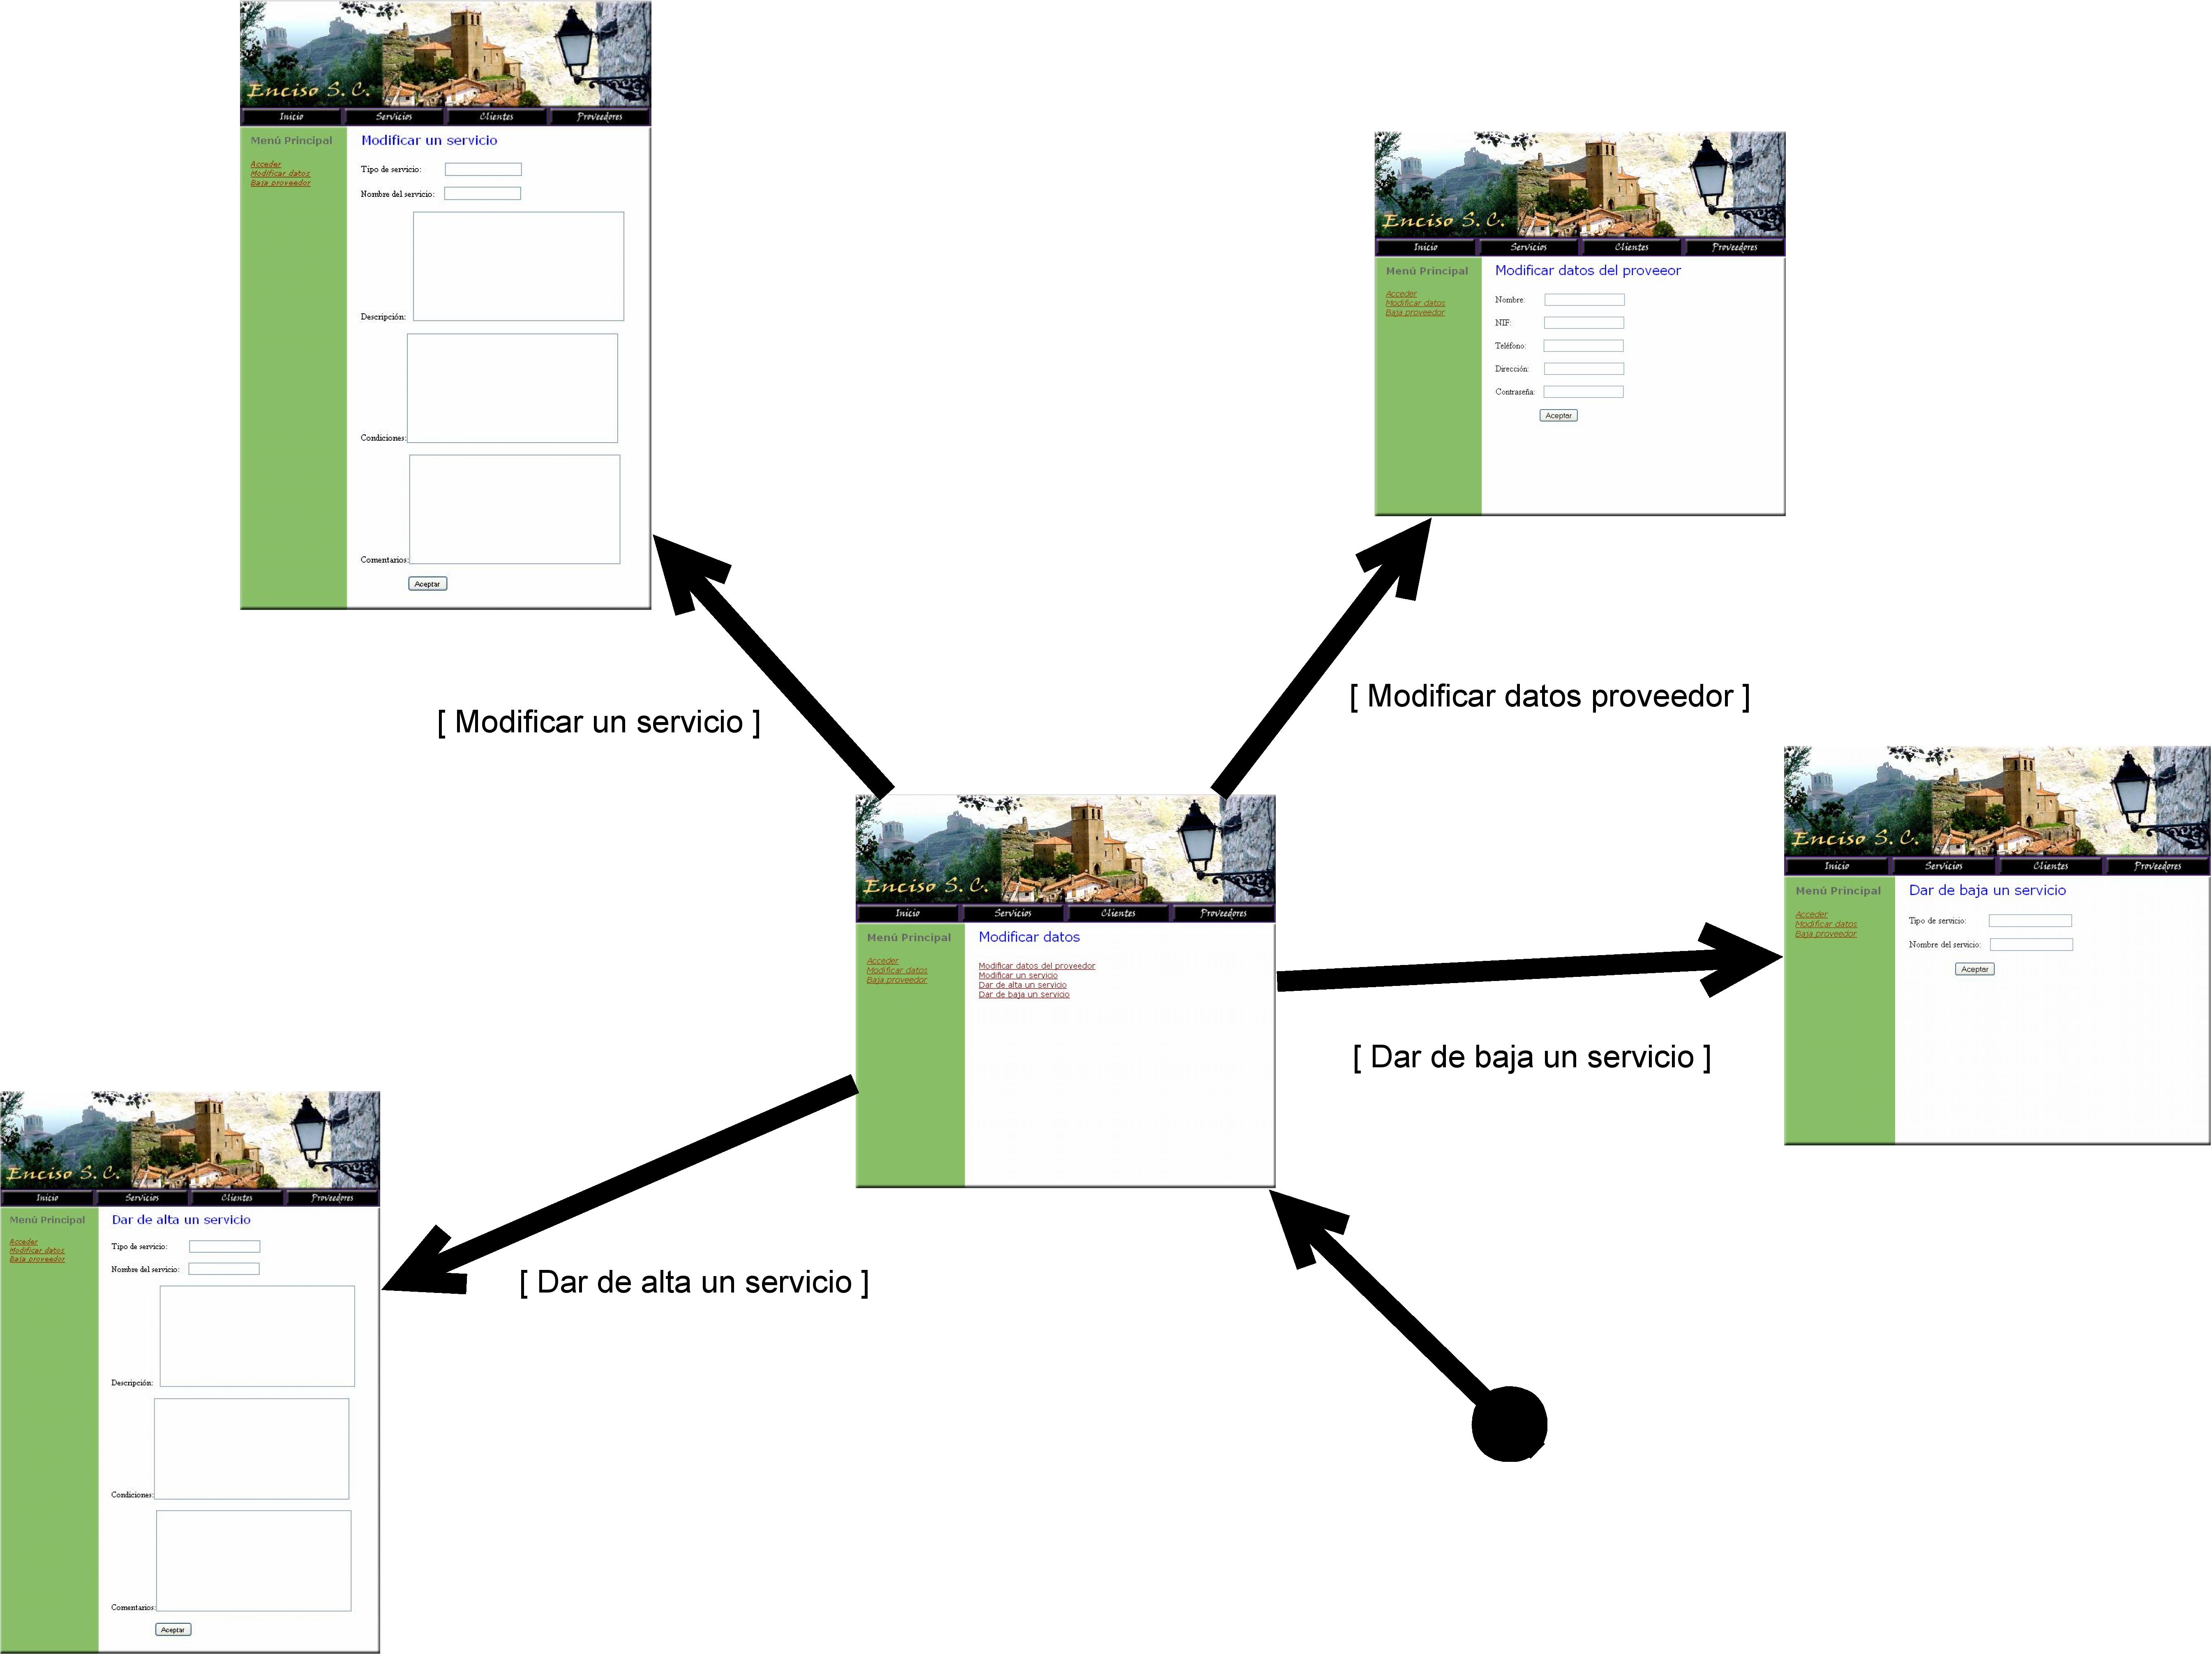 Enciso S. C.
Inicio Servicios Clientes Proveedores
Menú Principal
Acceder
Modificar datos
Baja proveedor
Modificar un servicio
Tipo de servicio:
Nombre del servicio:
Descripción:
Condiciones:
Comentarios:
Aceptar
Enciso S. C.
Inicio Servicios Clientes Proveedores
Menú Principal
Acceder
Modificar datos
Baja proveedor
Modificar datos del proveeor
Nombre:
NIF:
Teléfono:
Dirección:
Contraseña:
Aceptar
[ Modificar un servicio ]
[ Modificar datos proveedor ]
Enciso S. C.
Inicio Servicios Clientes Proveedores
Menú Principal
Acceder
Modificar datos
Baja proveedor
Modificar datos
Modificar datos del proveedor
Modificar un servicio
Dar de alta un servicio
Dar de baja un servicio
Enciso S. C.
Inicio Servicios Clientes Proveedores
Menú Principal
Acceder
Modificar datos
Baja proveedor
Dar de baja un servicio
Tipo de servicio:
Nombre del servicio:
Aceptar
[ Dar de baja un servicio ]
[ Dar de alta un servicio ]
Enciso S. C.
Inicio Servicios Clientes Proveedores
Menú Principal
Acceder
Modificar datos
Baja proveedor
Dar de alta un servicio
Tipo de servicio:
Nombre del servicio:
Descripción:
Condiciones:
Comentarios:
Aceptar